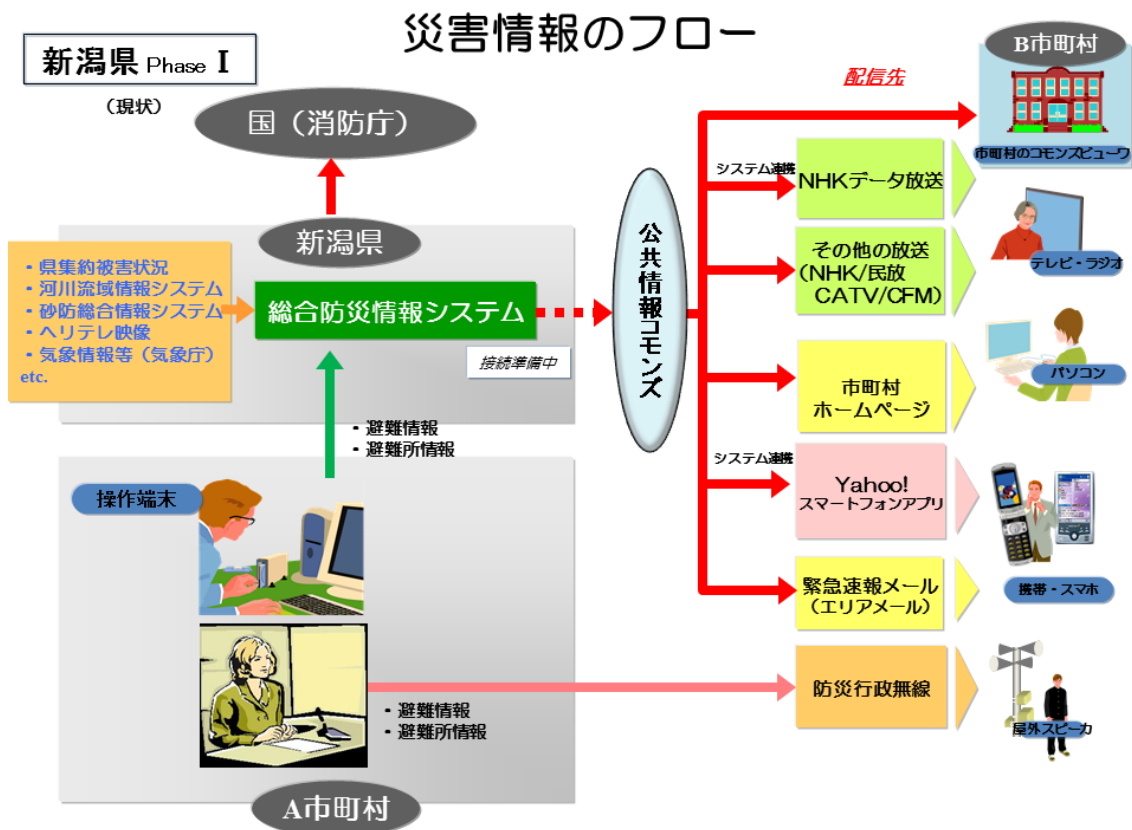 災害情報のフロー
新潟県 Phase Ⅰ
(現状)
国(消防庁)
新潟県
・県集約被害状況
・河川流域情報システム
・砂防総合情報システム
・ヘリテレ映像
・気象情報等(気象庁)
etc.
総合防災情報システム
接続準備中
・避難情報
・避難所情報
操作端末
・避難情報
・避難所情報
A市町村
公共情報コモンズ
配信先
B市町村
市町村のコモンズビューワ
システム連携
NHKデータ放送
その他の放送
(NHK/民放
CATV/CFM)
テレビ・ラジオ
市町村
ホームページ
パソコン
システム連携
Yahoo!
スマートフォンアプリ
緊急速報メール
(エリアメール)
携帯・スマホ
防災行政無線
屋外スピーカ